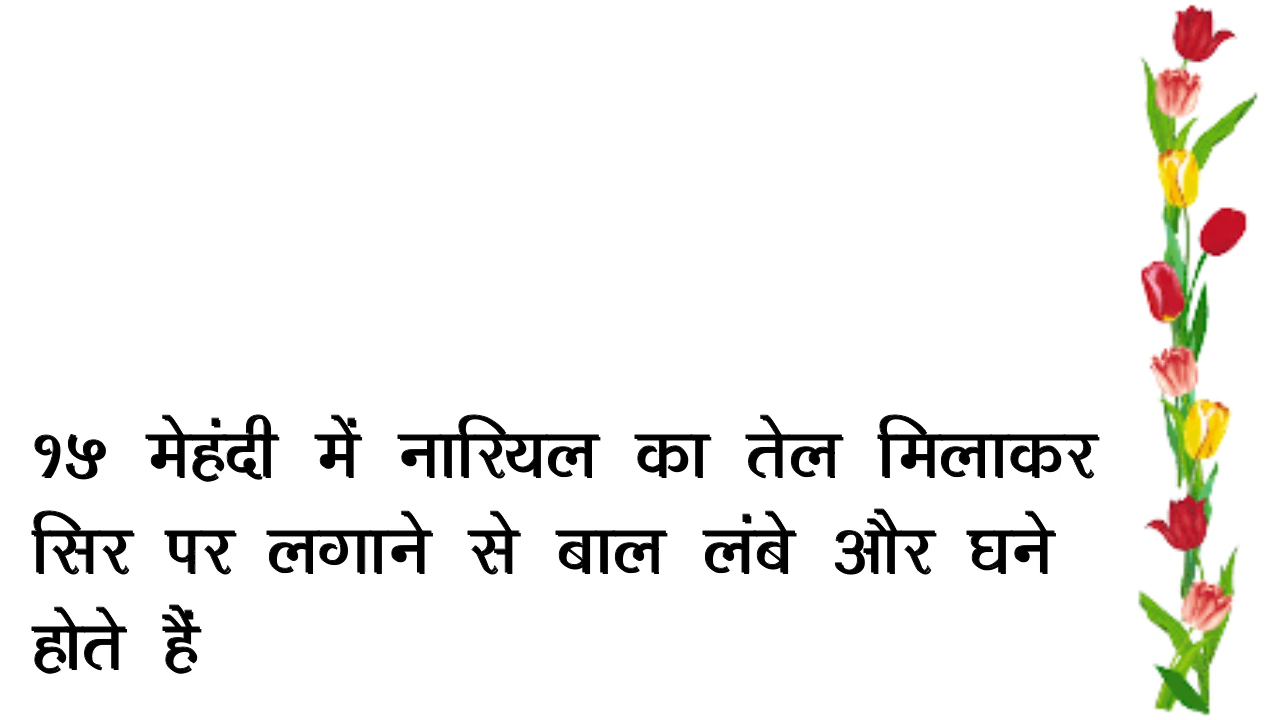 १५ मेहंदी में नारियल का तेल मिलाकर
सिर पर लगाने से बाल लंबे और घने
होते हैं